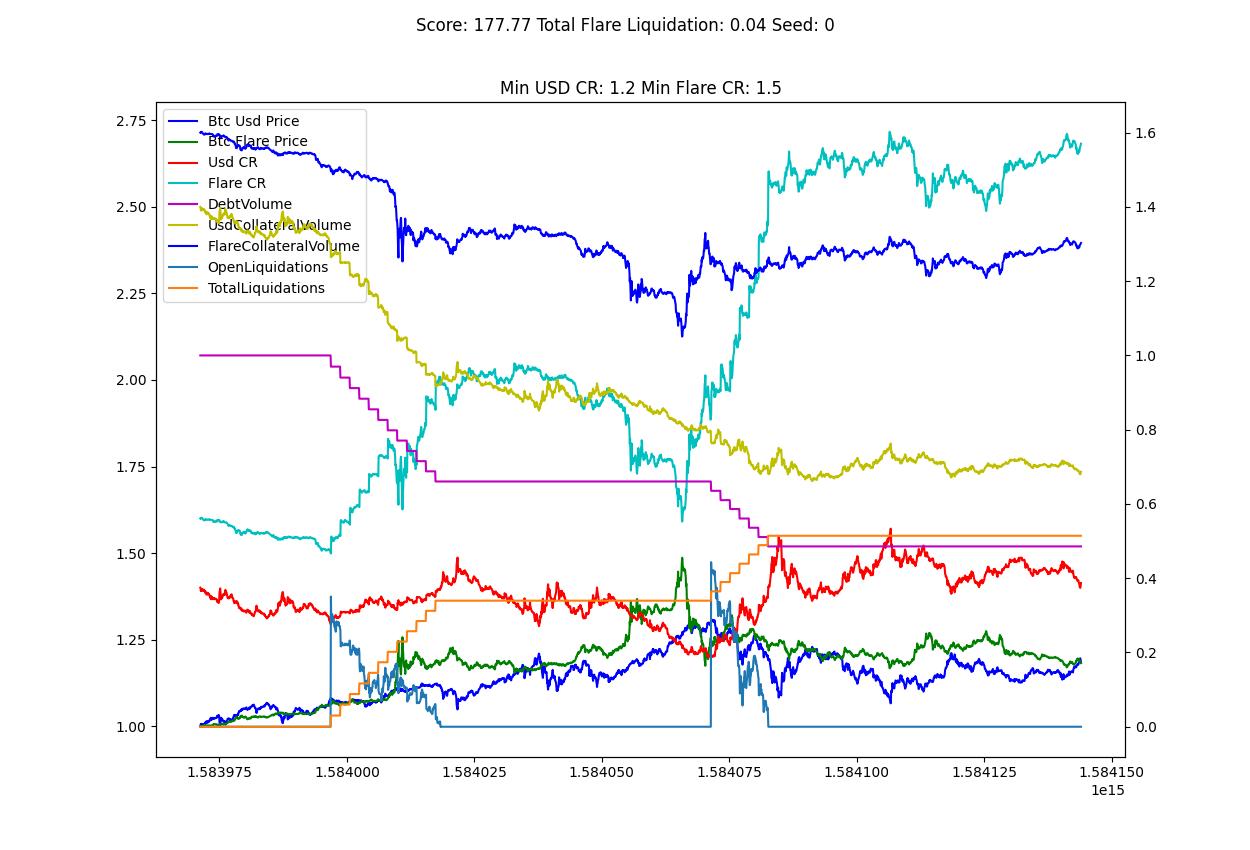 Score: 177.77 Total Flare Liquidation: 0.04 Seed: 0
Min USD CR: 1.2 Min Flare CR: 1.5
Btc Usd Price
Btc Flare Price
Usd CR
Flare CR
DebtVolume
UsdCollateralVolume
FlareCollateralVolume
OpenLiquidations
TotalLiquidations
2.75
2.50
2.25
2.00
1.75
1.50
1.25
1.00
1.6
1.4
1.2
1.0
0.8
0.6
0.4
0.2
0.0
1.583975 1.584000 1.584025 1.584050 1.584075 1.584100 1.584125 1.584150
1e15